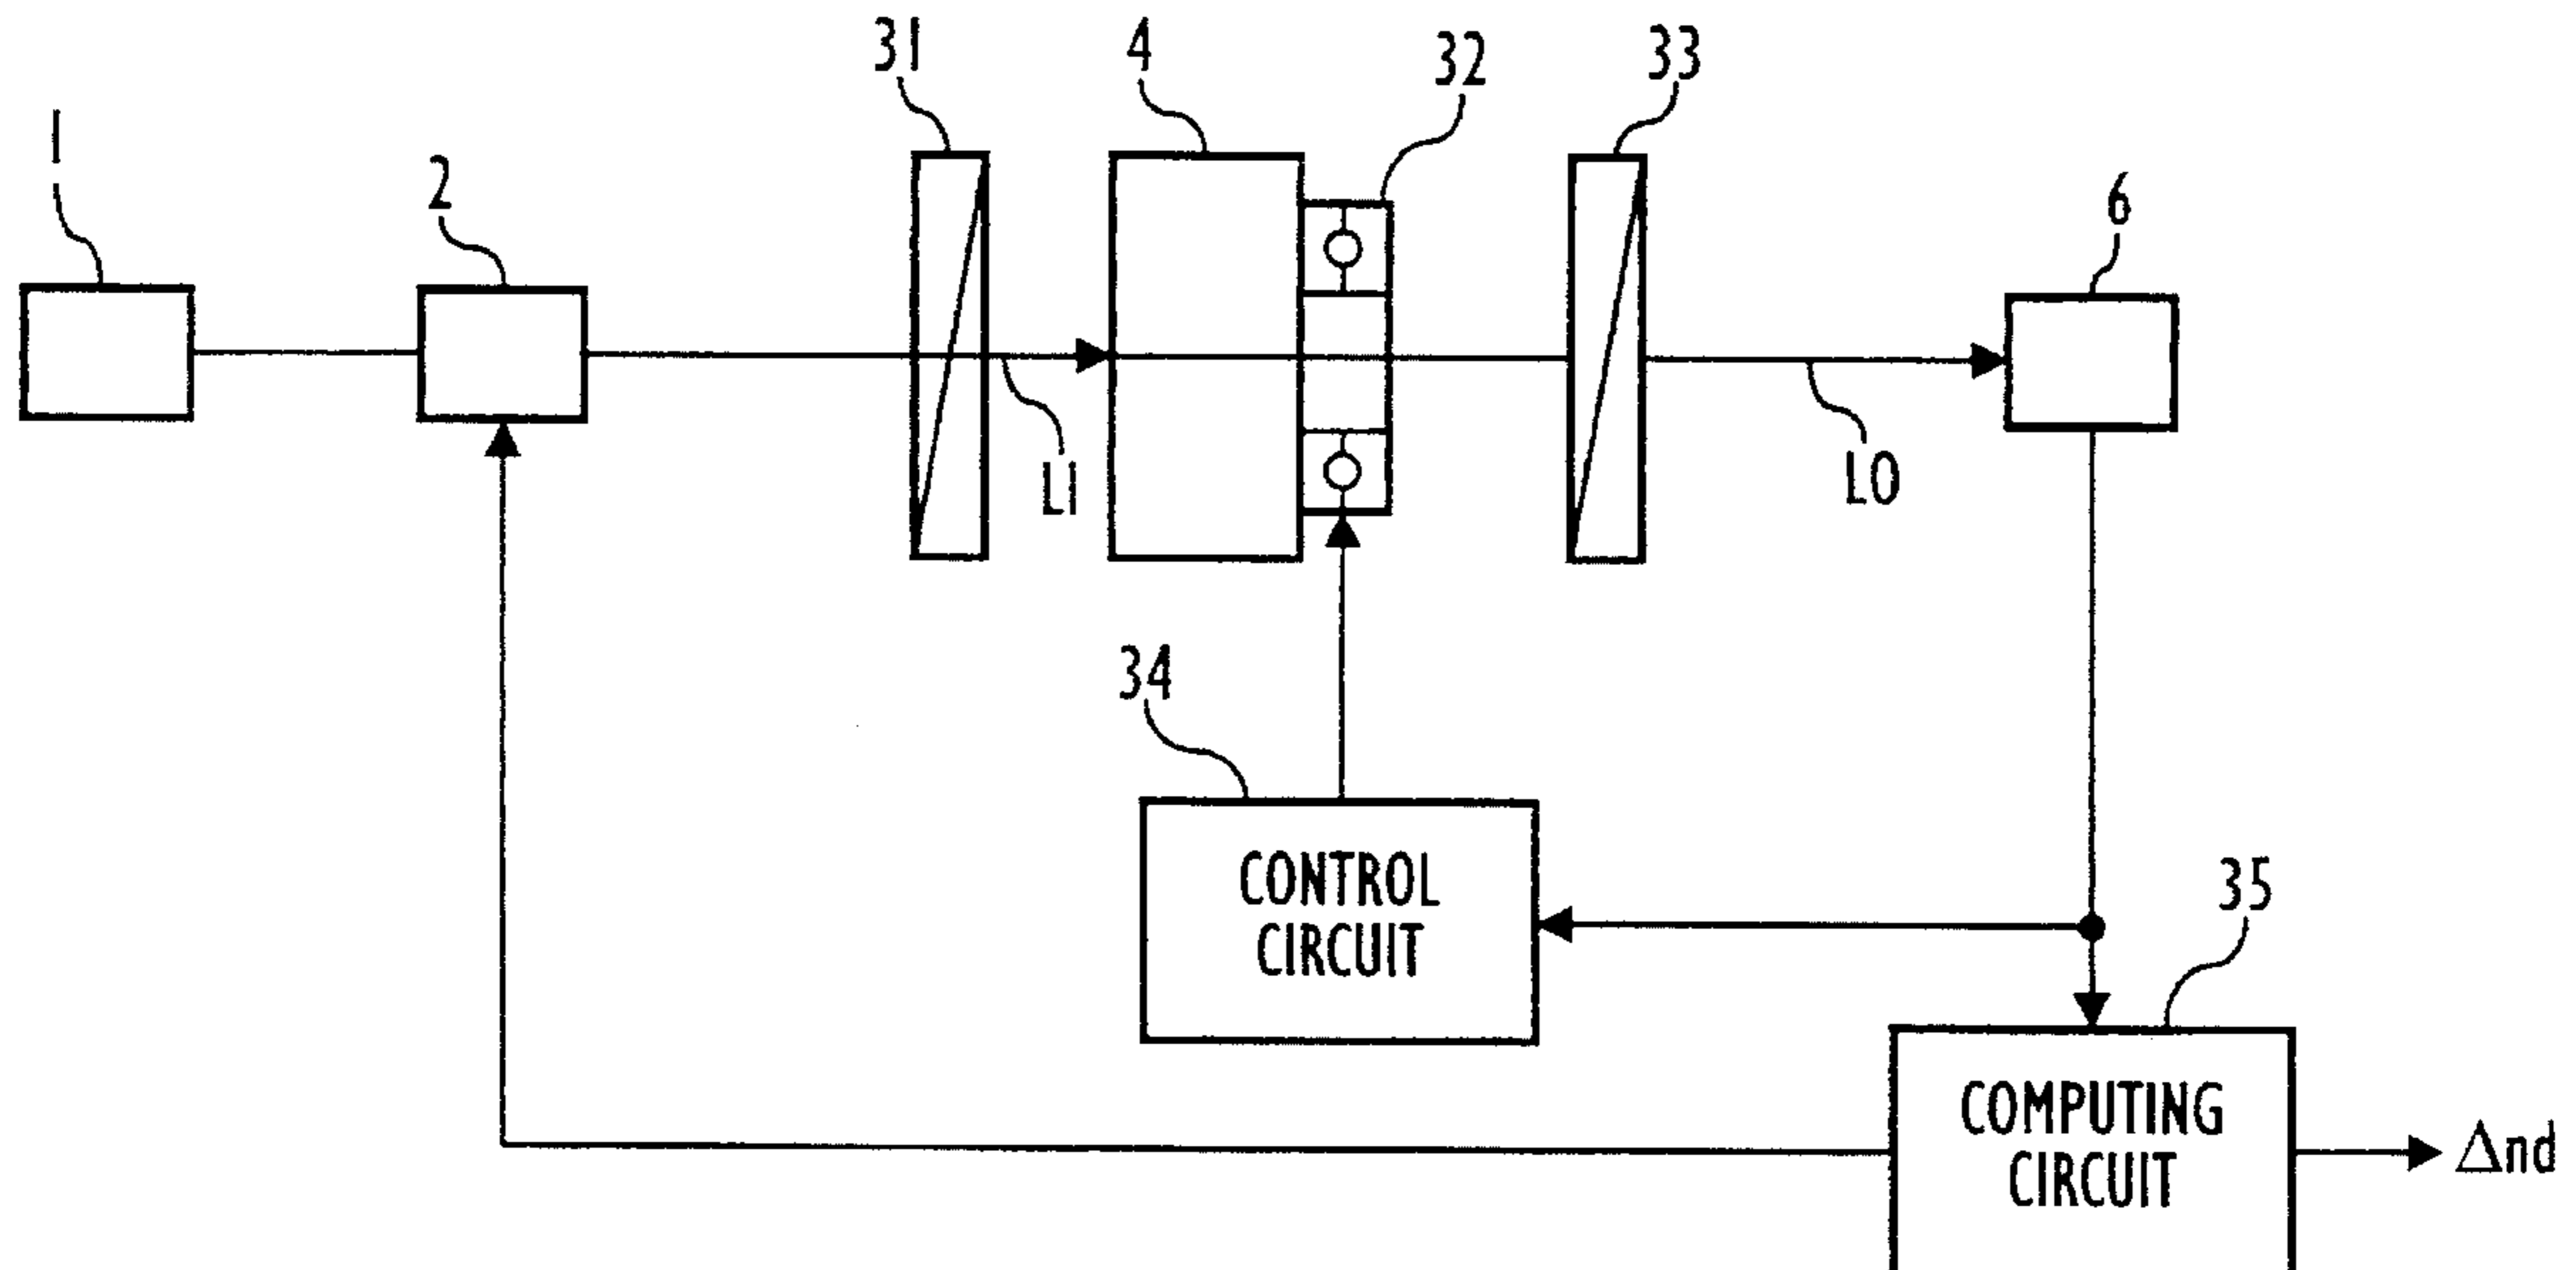 31
4
32
33
1
2
6
LI
LO
34
CONTROL
CIRCUIT
35
COMPUTING
CIRCUIT
Δnd